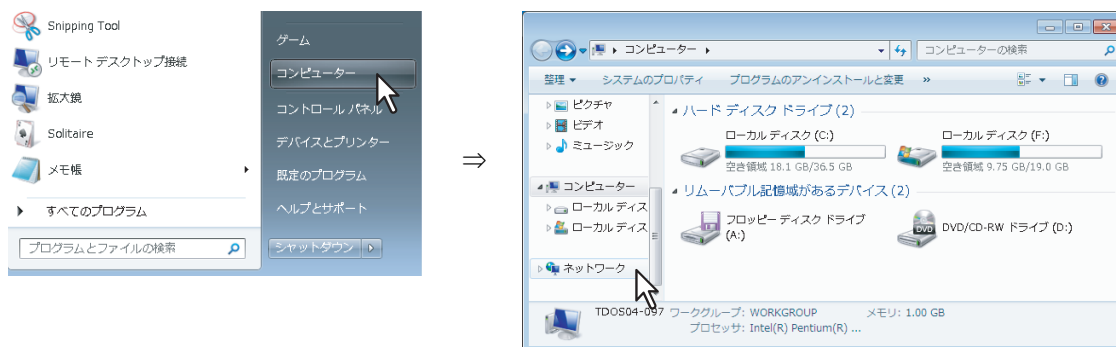 Snipping Tool
リモート デスクトップ接続
拡大鏡
Solitaire
メモ帳
すべてのプログラム
プログラムとファイルの検索
ゲーム
コンピューター
コントロール パネル
デバイスとプリンター
既定のプログラム
ヘルプとサポート
シャットダウン
⇒
コンピューター
コンピューターの検索
整理 システムのプロパティ プログラムのアンインストールと変更 »
ピクチャ
ビデオ
ミュージック
コンピューター
ローカル ディス
ローカル ディス
ネットワーク
ハード ディスク ドライブ (2)
ローカル ディスク (C:)
空き領域 18.1 GB/36.5 GB
ローカル ディスク (F:)
空き領域 9.75 GB/19.0 GB
リムーバブル記憶域があるデバイス (2)
フロッピー ディスク ドライブ
(A:)
DVD
DVD/CD-RW ドライブ (D:)
TDOS04-097 ワークグループ: WORKGROUP メモリ: 1.00 GB
プロセッサ: Intel(R) Pentium(R) ...